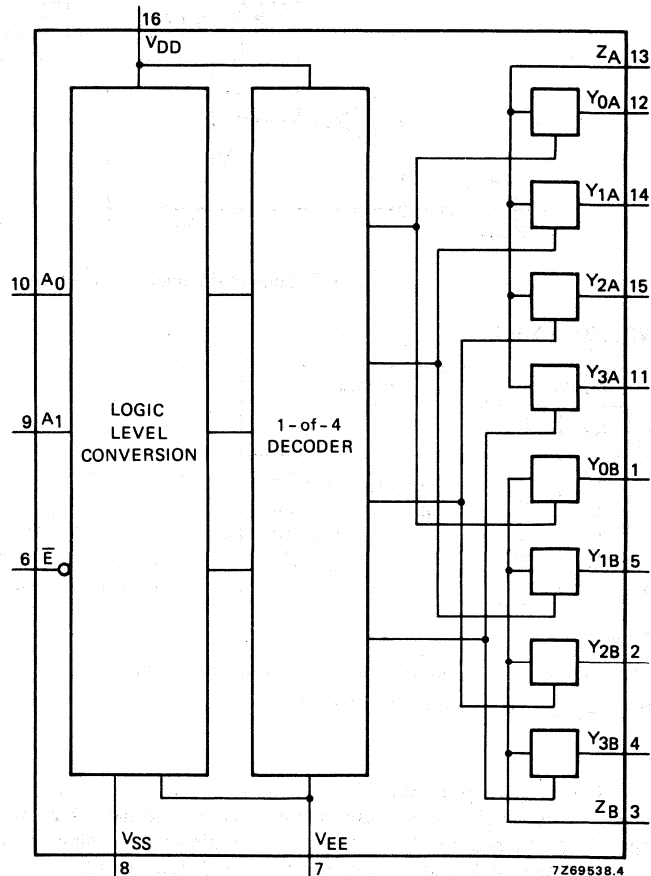 16
VDD
ZA 13
Y0A 12
Y1A 14
10 A0
Y2A 15
Y3A 11
9 A1
LOGIC
LEVEL
CONVERSION
1-of-4
DECODER
Y0B 1
6 E̅
Y1B 5
Y2B 2
Y3B 4
ZB 3
VSS
VEE
8
7
7Z69538.4